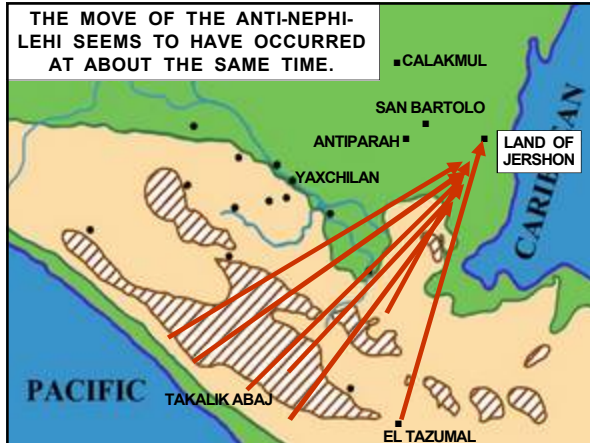 THE MOVE OF THE ANTI-NEPHI-
LEHI SEEMS TO HAVE OCCURRED
AT ABOUT THE SAME TIME.
CALAKMUL
SAN BARTOLO
ANTIPARAH
LAND OF
JERSHON
YAXCHILAN
CARIBBEAN
PACIFIC
TAKALIK ABAJ
EL TAZUMAL